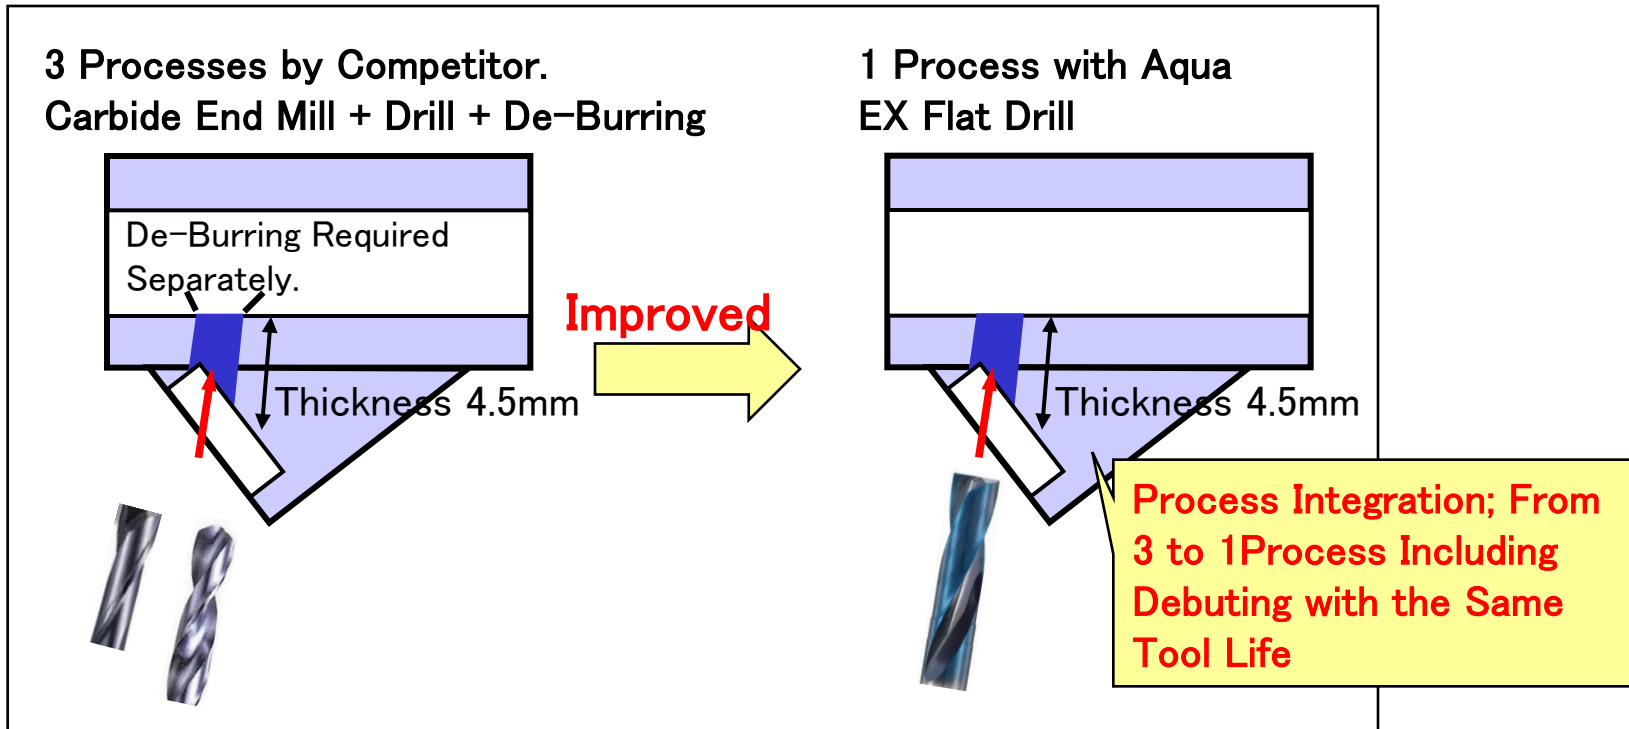 3 Processes by Competitor.
Carbide End Mill + Drill + De-Burring
De-Burring Required
Separately.
Thickness 4.5mm
Improved
1 Process with Aqua
EX Flat Drill
Thickness 4.5mm
Process Integration; From
3 to 1Process Including
Debuting with the Same
Tool Life